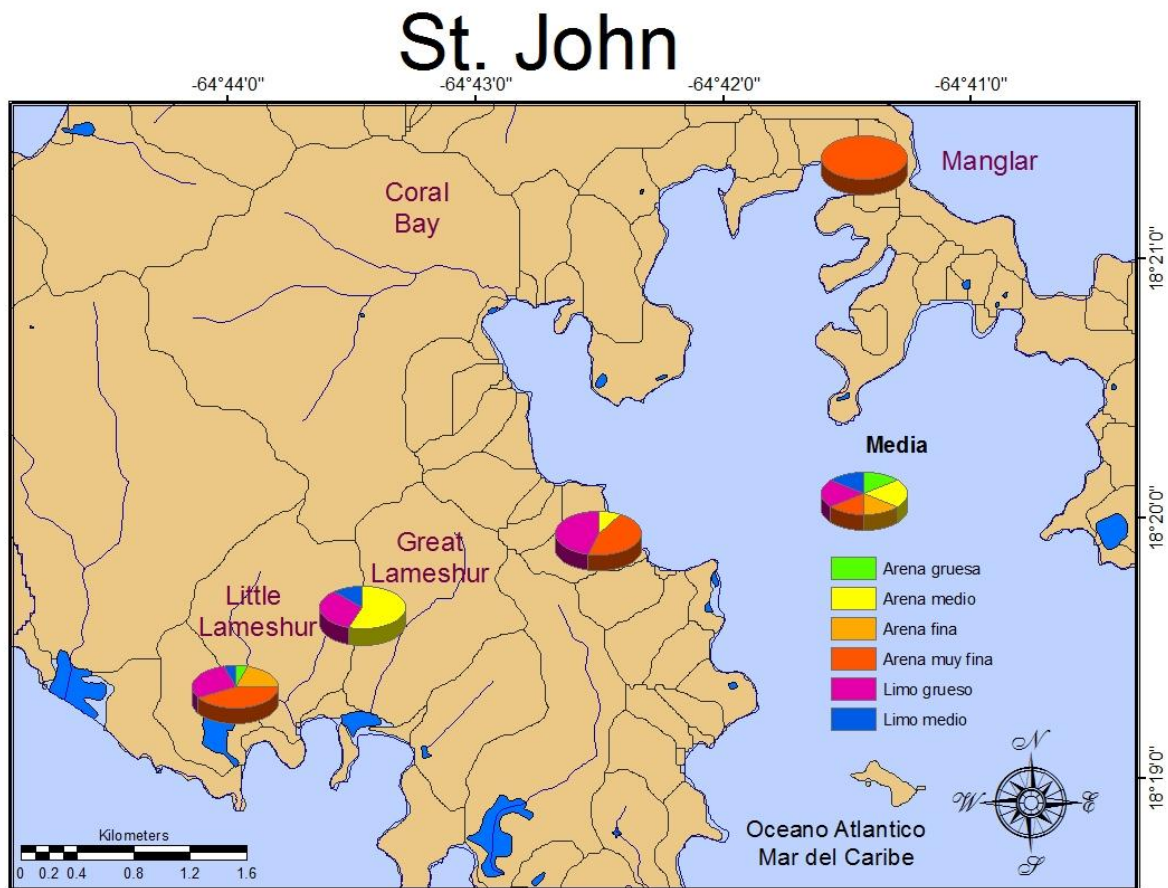 St. John
-64°44'0" -64°43'0" -64°42'0" -64°41'0"
Manglar
Coral
Bay
18°21'0"
Media
18°20'0"
Great
Lameshur
Little
Lameshur
Arena gruesa
Arena medio
Arena fina
Arena muy fina
Limo grueso
Limo medio
18°19'0"
N
W E
S
Oceano Atlantico
Mar del Caribe
Kilometers
0 0.2 0.4 0.8 1.2 1.6